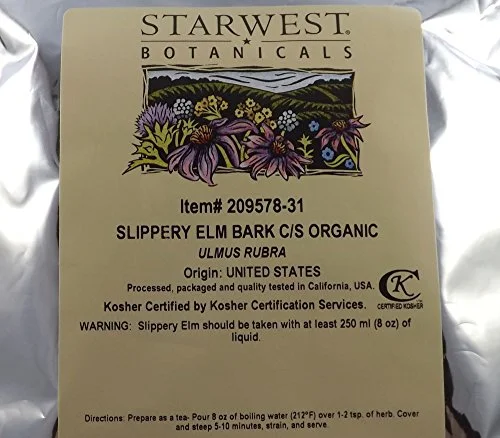 STARWEST®
BOTANICALS
Item# 209578-31
SLIPPERY ELM BARK C/S ORGANIC
ULMUS RUBRA
Origin: UNITED STATES
Processed, packaged and quality tested in California, USA.
Kosher Certified by Kosher Certification Services.
CK
CERTIFIED KOSHER
WARNING: Slippery Elm should be taken with at least 250 ml (8 oz) of
liquid.
Directions: Prepare as a tea- Pour 8 oz of boiling water (212°F) over 1-2 tsp. of herb. Cover
and steep 5-10 minutes, strain, and serve.